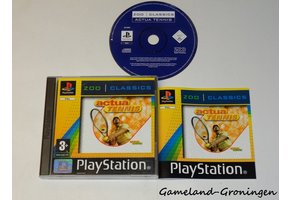 ZOO | CLASSICS
ACTUA TENNIS
ZOO | CLASSICS
actua
TENNIS
3+
PlayStation
ZOO | CLASSICS
actua
TENNIS
PlayStation
Gameland-Groningen